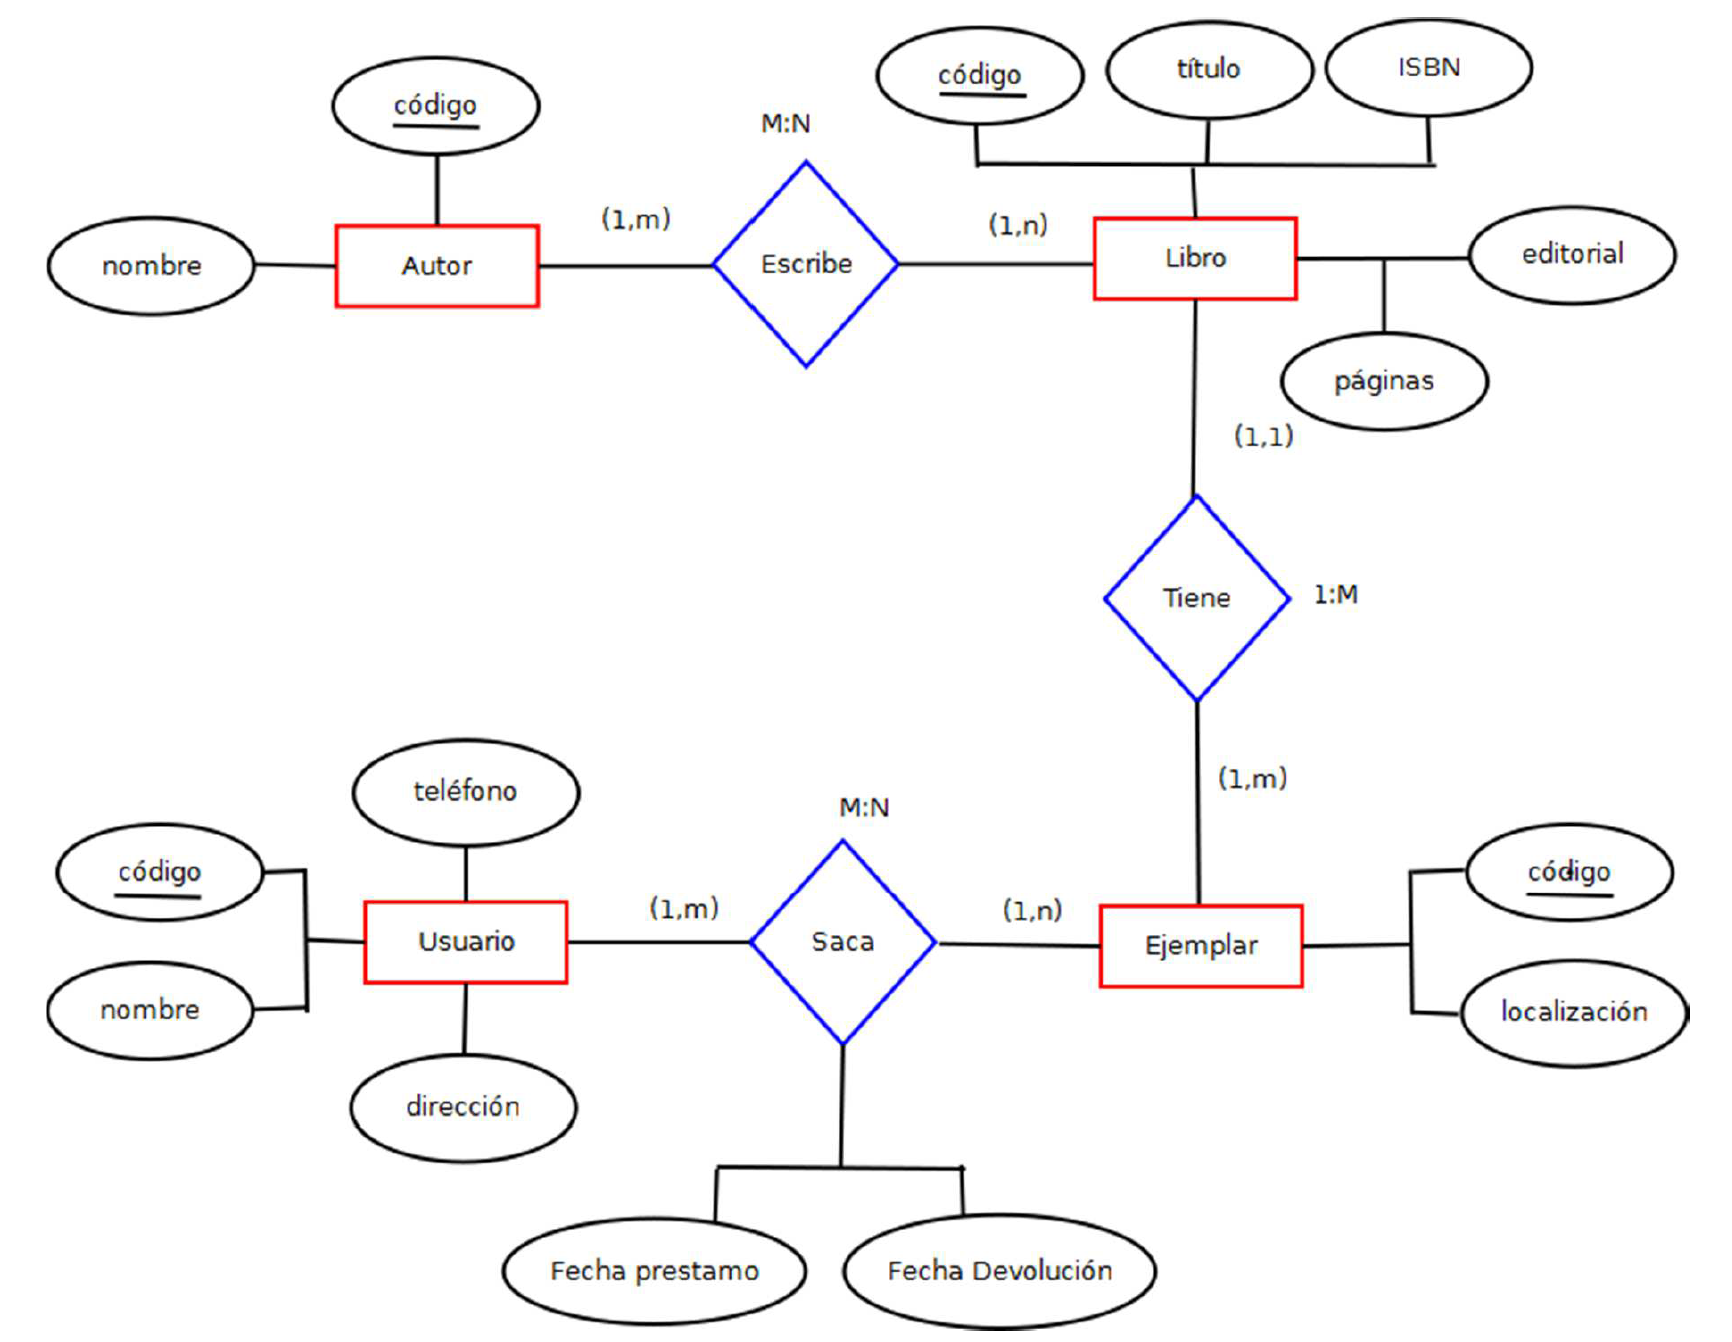 código
título
ISBN
código
M:N
nombre
Autor
(1,m)
Escribe
(1,n)
Libro
editorial
páginas
(1,1)
Tiene
1:M
(1,m)
teléfono
M:N
código
código
Usuario
(1,m)
Saca
(1,n)
Ejemplar
nombre
localización
dirección
Fecha prestamo
Fecha Devolución